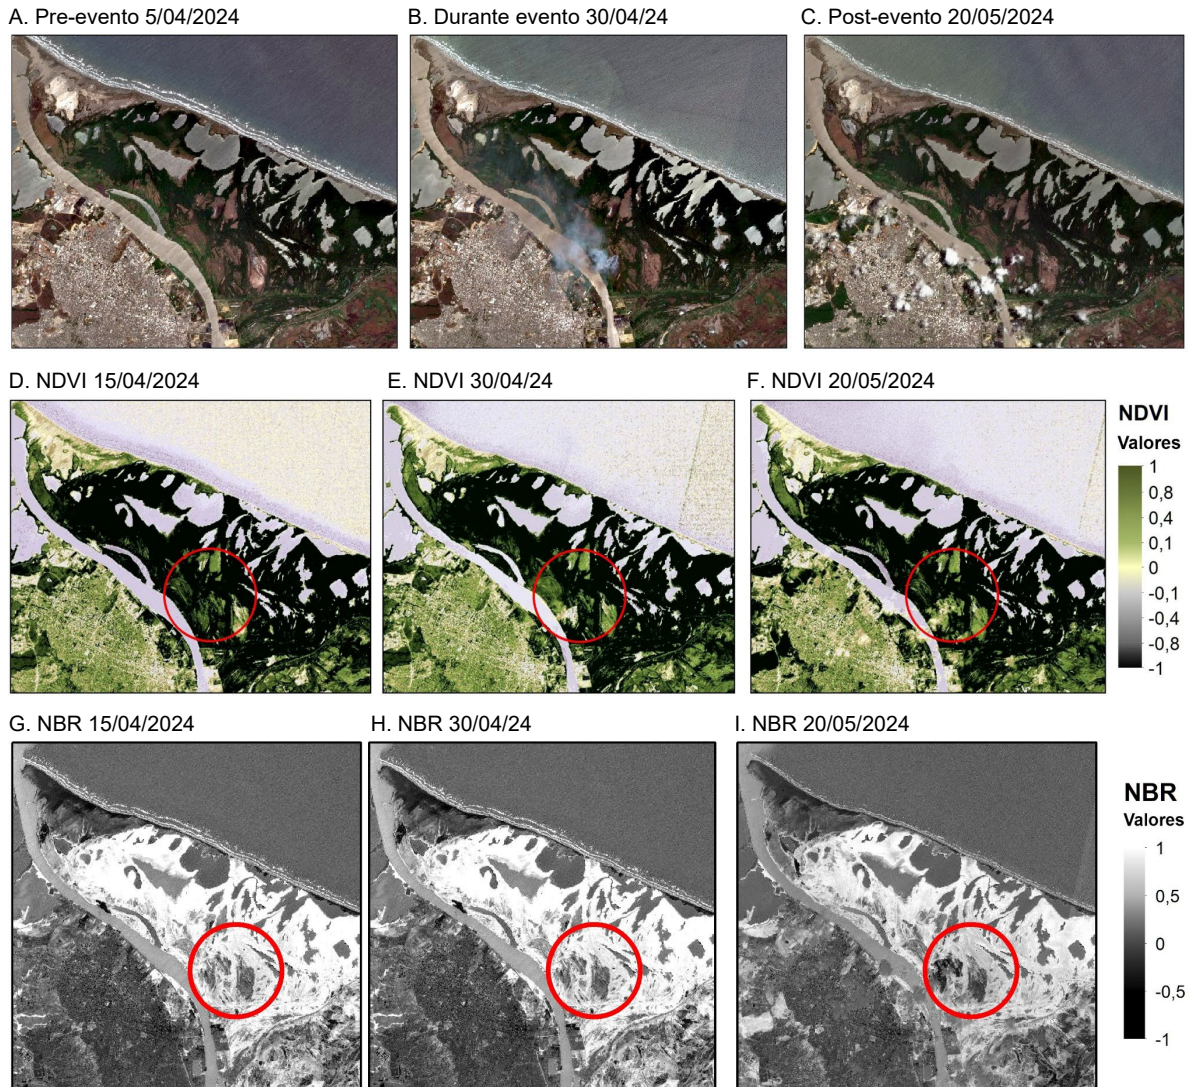 A. Pre-evento 5/04/2024
B. Durante evento 30/04/24
C. Post-evento 20/05/2024
D. NDVI 15/04/2024
E. NDVI 30/04/24
F. NDVI 20/05/2024
NDVI
Valores
1
0,8
0,4
0,1
0
-0,1
-0,4
-0,8
-1
G. NBR 15/04/2024
H. NBR 30/04/24
I. NBR 20/05/2024
NBR
Valores
1
0,5
0
-0,5
-1